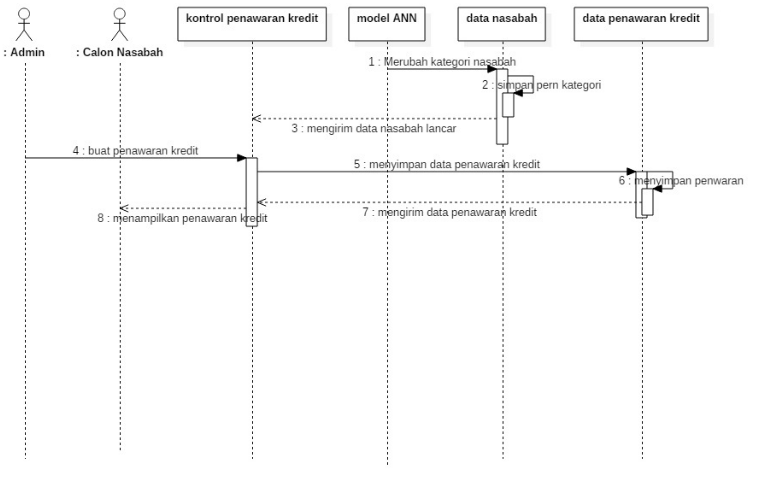 kontrol penawaran kredit
model ANN
data nasabah
data penawaran kredit
: Admin
: Calon Nasabah
1 : Merubah kategori nasabah
2 : simpan pern kategori
3 : mengirim data nasabah lancar
4 : buat penawaran kredit
5 : menyimpan data penawaran kredit
6 : menyimpan penwaran
7 : mengirim data penawaran kredit
8 : menampilkan penawaran kredit